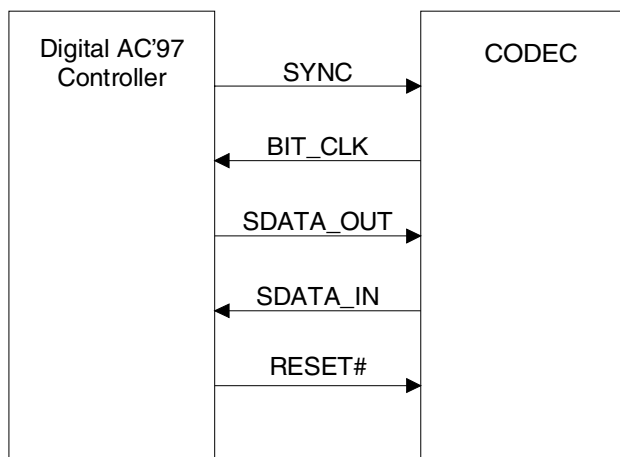 Digital AC'97
Controller
CODEC
SYNC
BIT_CLK
SDATA_OUT
SDATA_IN
RESET#